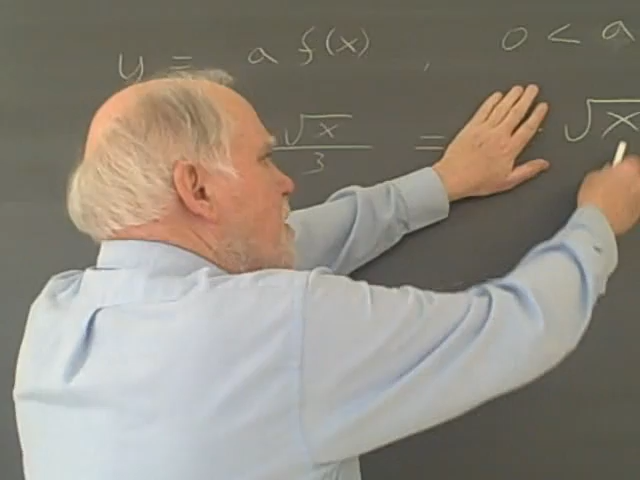 y = a f(x) , 0 < a
√x / 3 = · √x